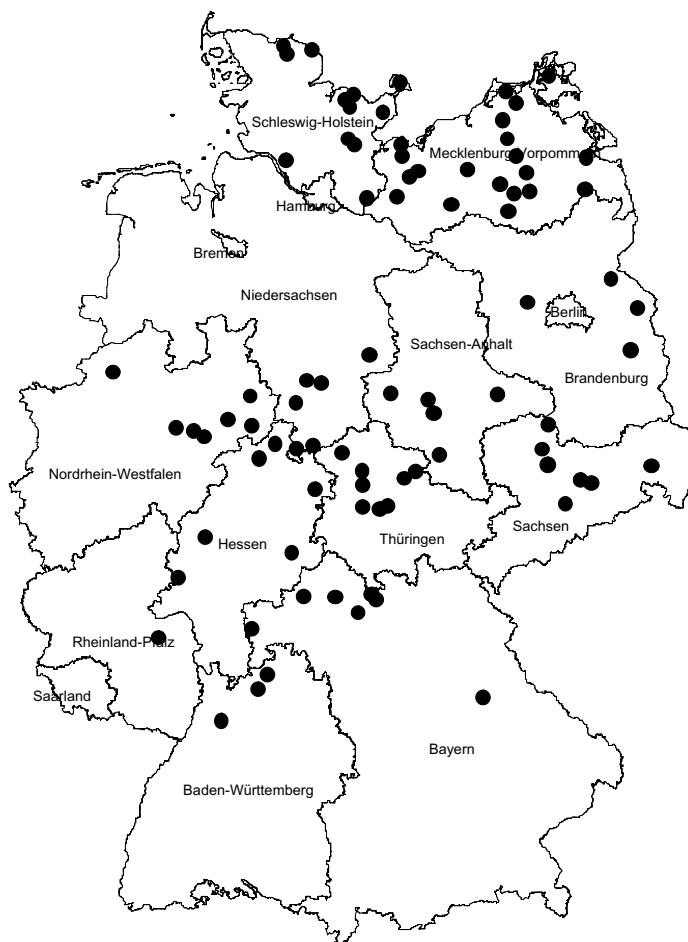 Schleswig-Holstein
Mecklenburg-Vorpommern
Hamburg
Bremen
Niedersachsen
Berlin
Sachsen-Anhalt
Brandenburg
Nordrhein-Westfalen
Sachsen
Thüringen
Hessen
Rheinland-Pfalz
Saarland
Bayern
Baden-Württemberg